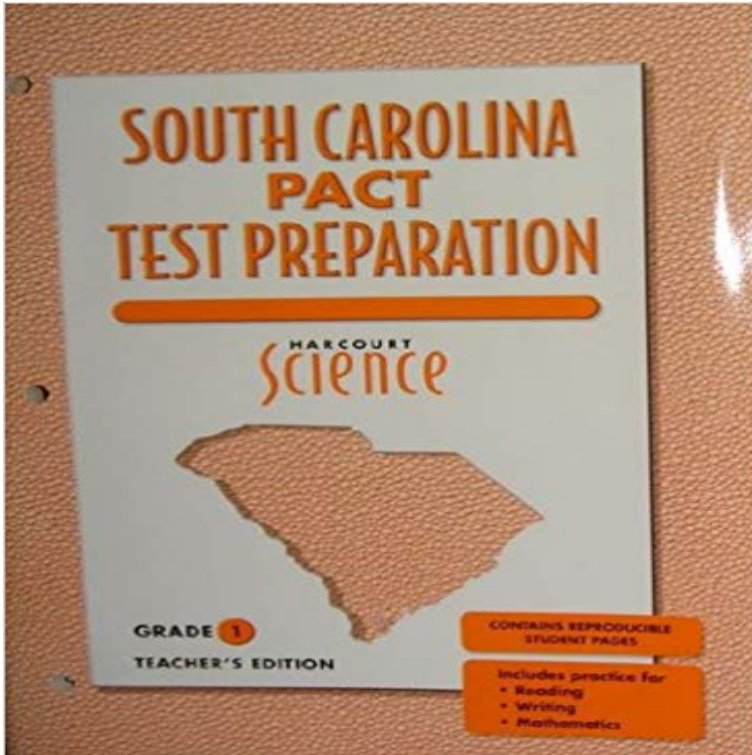 SOUTH CAROLINA
PACT
TEST PREPARATION
HARCOURT
Science
GRADE 1
TEACHER'S EDITION
CONTAINS REPRODUCIBLE
STUDENT PAGES
Includes practice for
• Reading
• Writing
• Mathematics